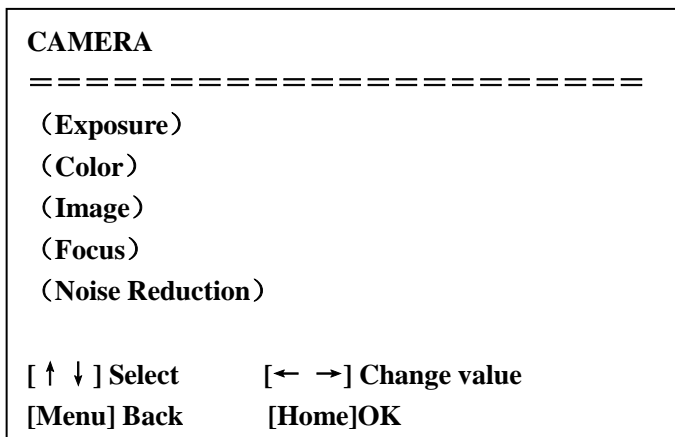 CAMERA
======================
（Exposure）
（Color）
（Image）
（Focus）
（Noise Reduction）
[↑ ↓] Select [← →] Change value
[Menu] Back [Home]OK